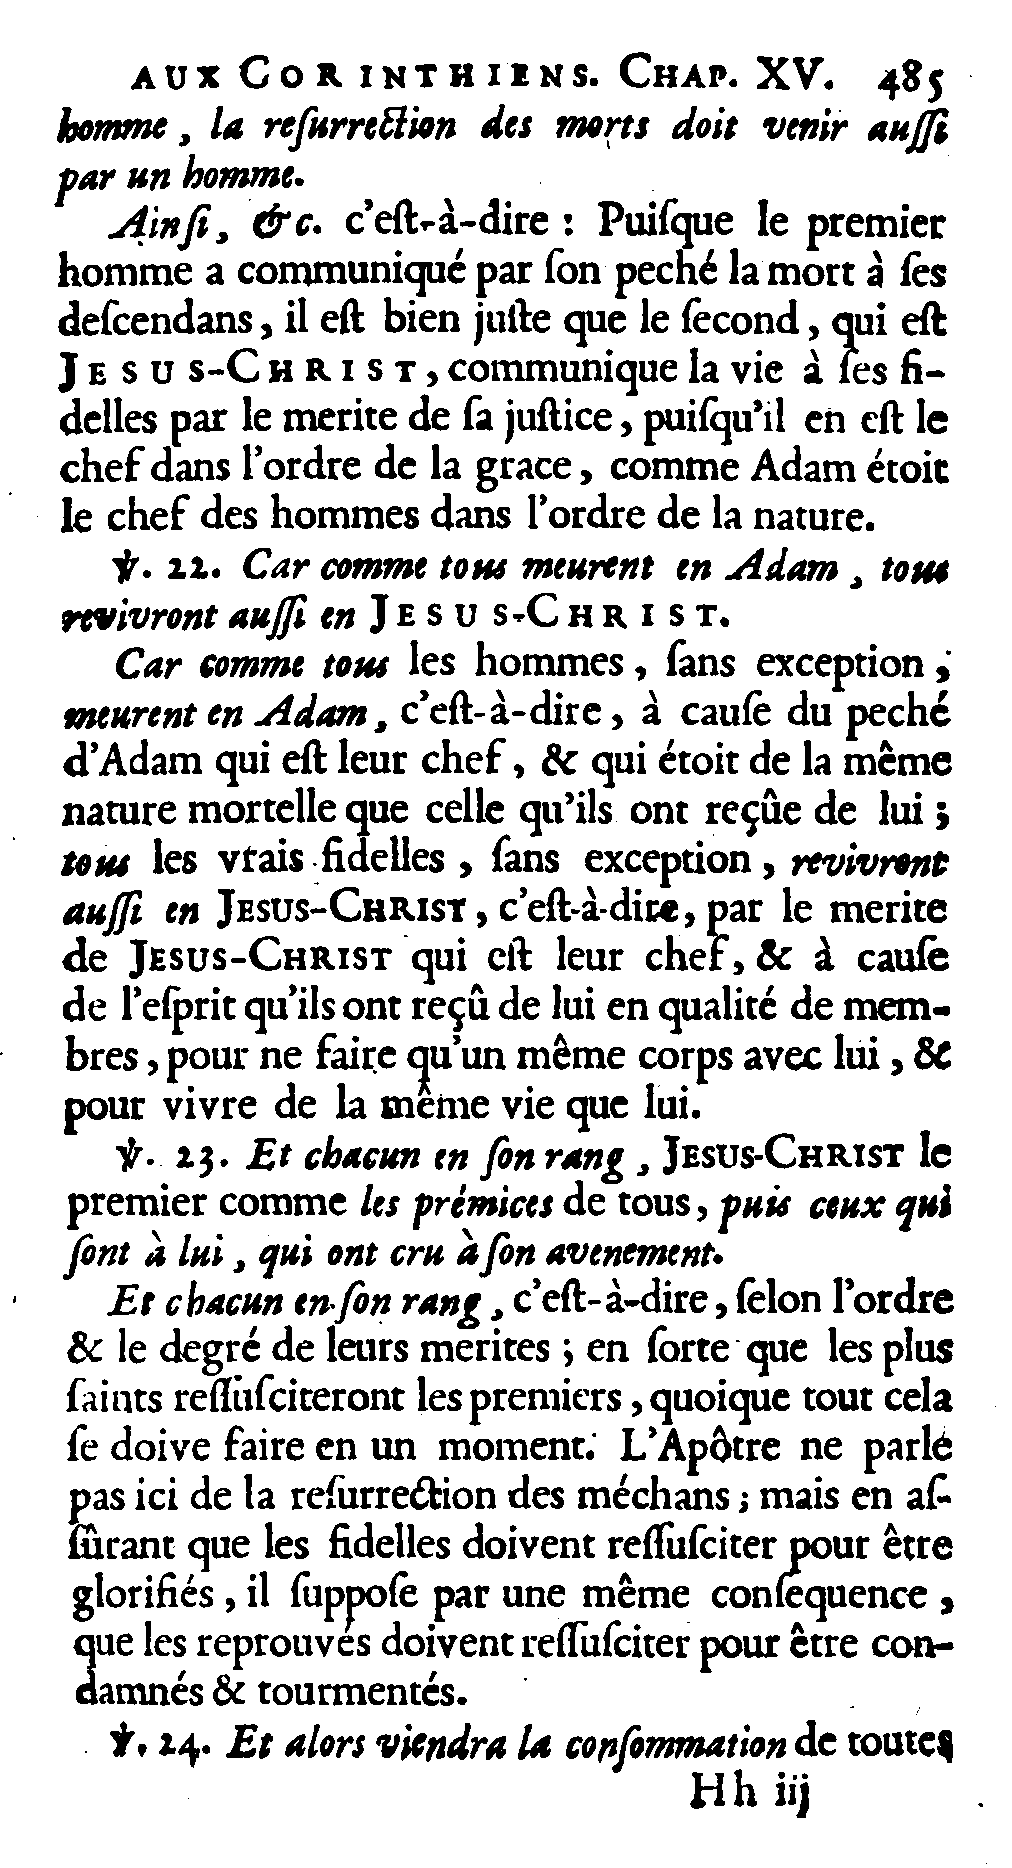 AUX CORINTHIENS. CHAP. XV. 485
homme, la reſurrection des morts doit venir auſſi
par un homme.
Ainſi, &c. c'eſt-à-dire : Puiſque le premier
homme a communiqué par ſon peché la mort à ſes
deſcendans, il eſt bien juſte que le ſecond, qui eſt
JESUS-CHRIST, communique la vie à ſes fi-
delles par le merite de ſa juſtice, puiſqu'il en eſt le
chef dans l'ordre de la grace, comme Adam étoit
le chef des hommes dans l'ordre de la nature.
℣. 22. Car comme tous meurent en Adam, tous
revivront auſſi en JESUS-CHRIST.
Car comme tous les hommes, ſans exception,
meurent en Adam, c'eſt-à-dire, à cauſe du peché
d'Adam qui eſt leur chef, & qui étoit de la même
nature mortelle que celle qu'ils ont reçûe de lui ;
tous les vrais fidelles, ſans exception, revivront
auſſi en JESUS-CHRIST, c'eſt-à-dire, par le merite
de JESUS-CHRIST qui eſt leur chef, & à cauſe
de l'eſprit qu'ils ont reçû de lui en qualité de mem-
bres, pour ne faire qu'un même corps avec lui, &
pour vivre de la même vie que lui.
℣. 23. Et chacun en ſon rang, JESUS-CHRIST le
premier comme les prémices de tous, puis ceux qui
ſont à lui, qui ont cru à ſon avenement.
Et chacun en ſon rang, c'eſt-à-dire, ſelon l'ordre
& le degré de leurs merites ; en ſorte que les plus
ſaints reſſuſciteront les premiers, quoique tout cela
ſe doive faire en un moment. L'Apôtre ne parle
pas ici de la reſurrection des méchans ; mais en aſ-
ſûrant que les fidelles doivent reſſuſciter pour être
glorifiés, il ſuppoſe par une même conſequence,
que les reprouvés doivent reſſuſciter pour être con-
damnés & tourmentés.
℣. 24. Et alors viendra la conſommation de toutes
Hh iij